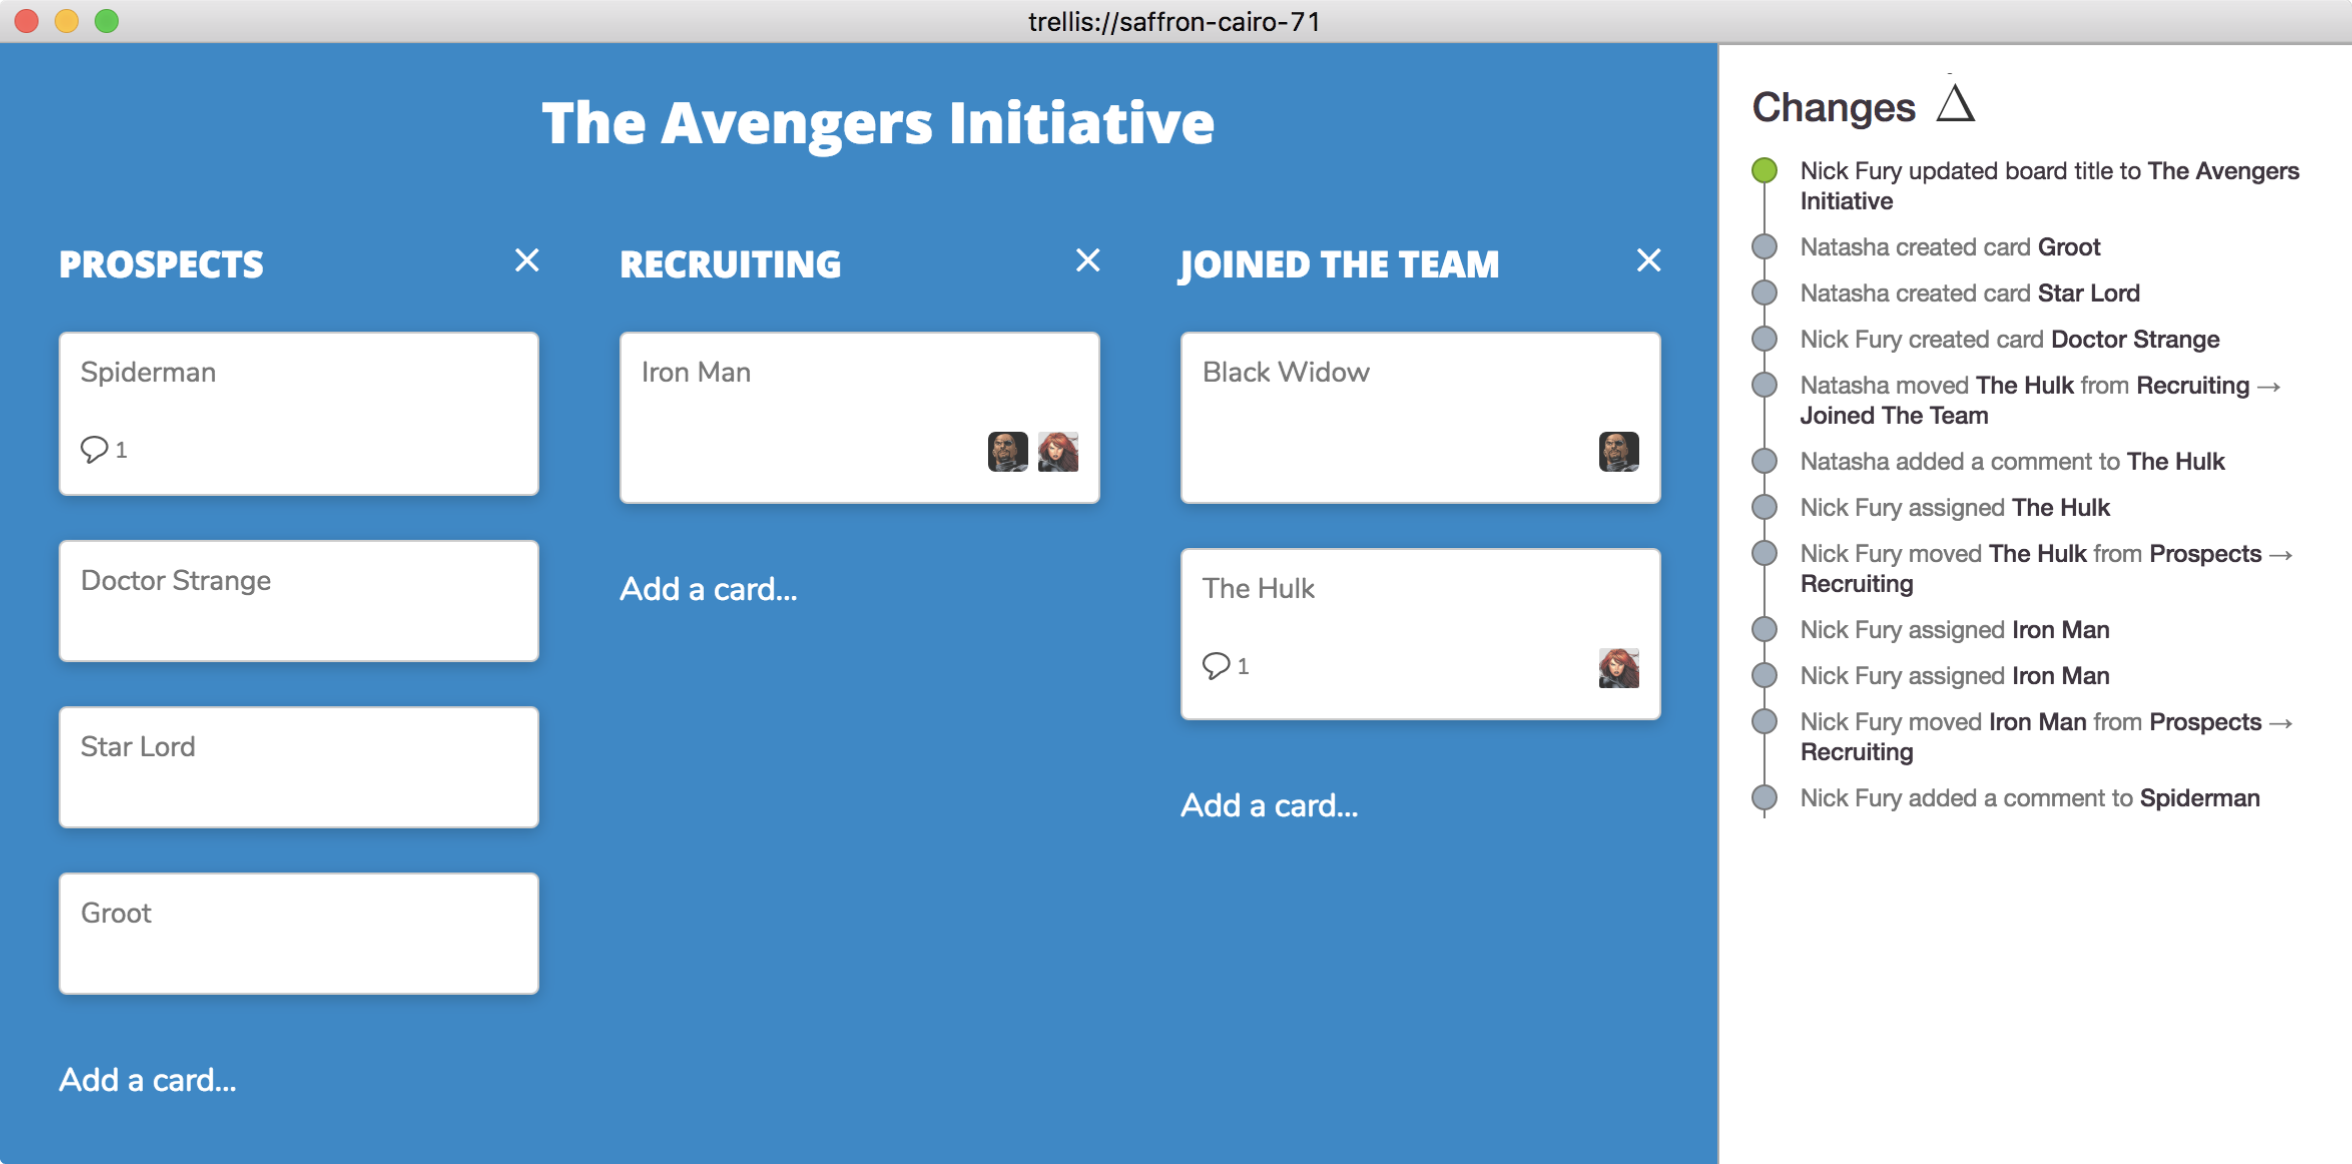 trellis://saffron-cairo-71
The Avengers Initiative
PROSPECTS
Spiderman
1
Doctor Strange
Star Lord
Groot
Add a card...
RECRUITING
Iron Man
Add a card...
JOINED THE TEAM
Black Widow
The Hulk
1
Add a card...
Changes Δ
Nick Fury updated board title to The Avengers
Initiative
Natasha created card Groot
Natasha created card Star Lord
Nick Fury created card Doctor Strange
Natasha moved The Hulk from Recruiting →
Joined The Team
Natasha added a comment to The Hulk
Nick Fury assigned The Hulk
Nick Fury moved The Hulk from Prospects →
Recruiting
Nick Fury assigned Iron Man
Nick Fury assigned Iron Man
Nick Fury moved Iron Man from Prospects →
Recruiting
Nick Fury added a comment to Spiderman